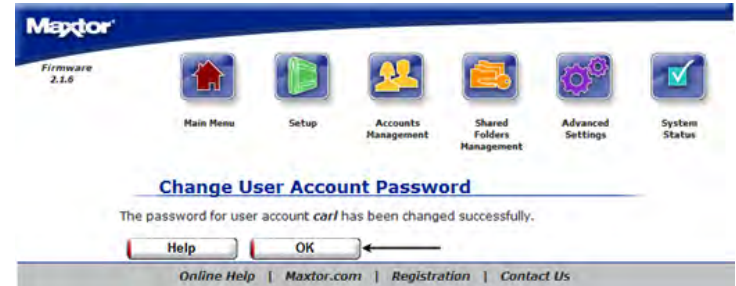 Maxtor
Firmware
2.1.6
Main Menu
Setup
Accounts
Management
Shared
Folders
Management
Advanced
Settings
System
Status
Change User Account Password
The password for user account carl has been changed successfully.
Help OK
Online Help | Maxtor.com | Registration | Contact Us